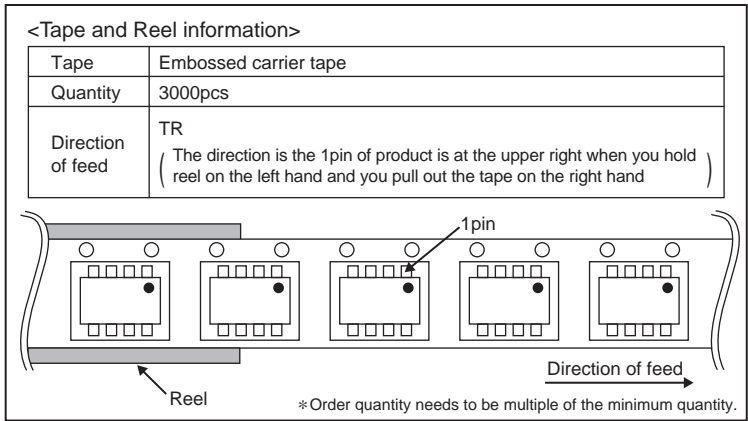 <Tape and Reel information>
Tape Embossed carrier tape
Quantity 3000pcs
Direction of feed TR
( The direction is the 1pin of product is at the upper right when you hold
reel on the left hand and you pull out the tape on the right hand )
1pin
Direction of feed
Reel
*Order quantity needs to be multiple of the minimum quantity.